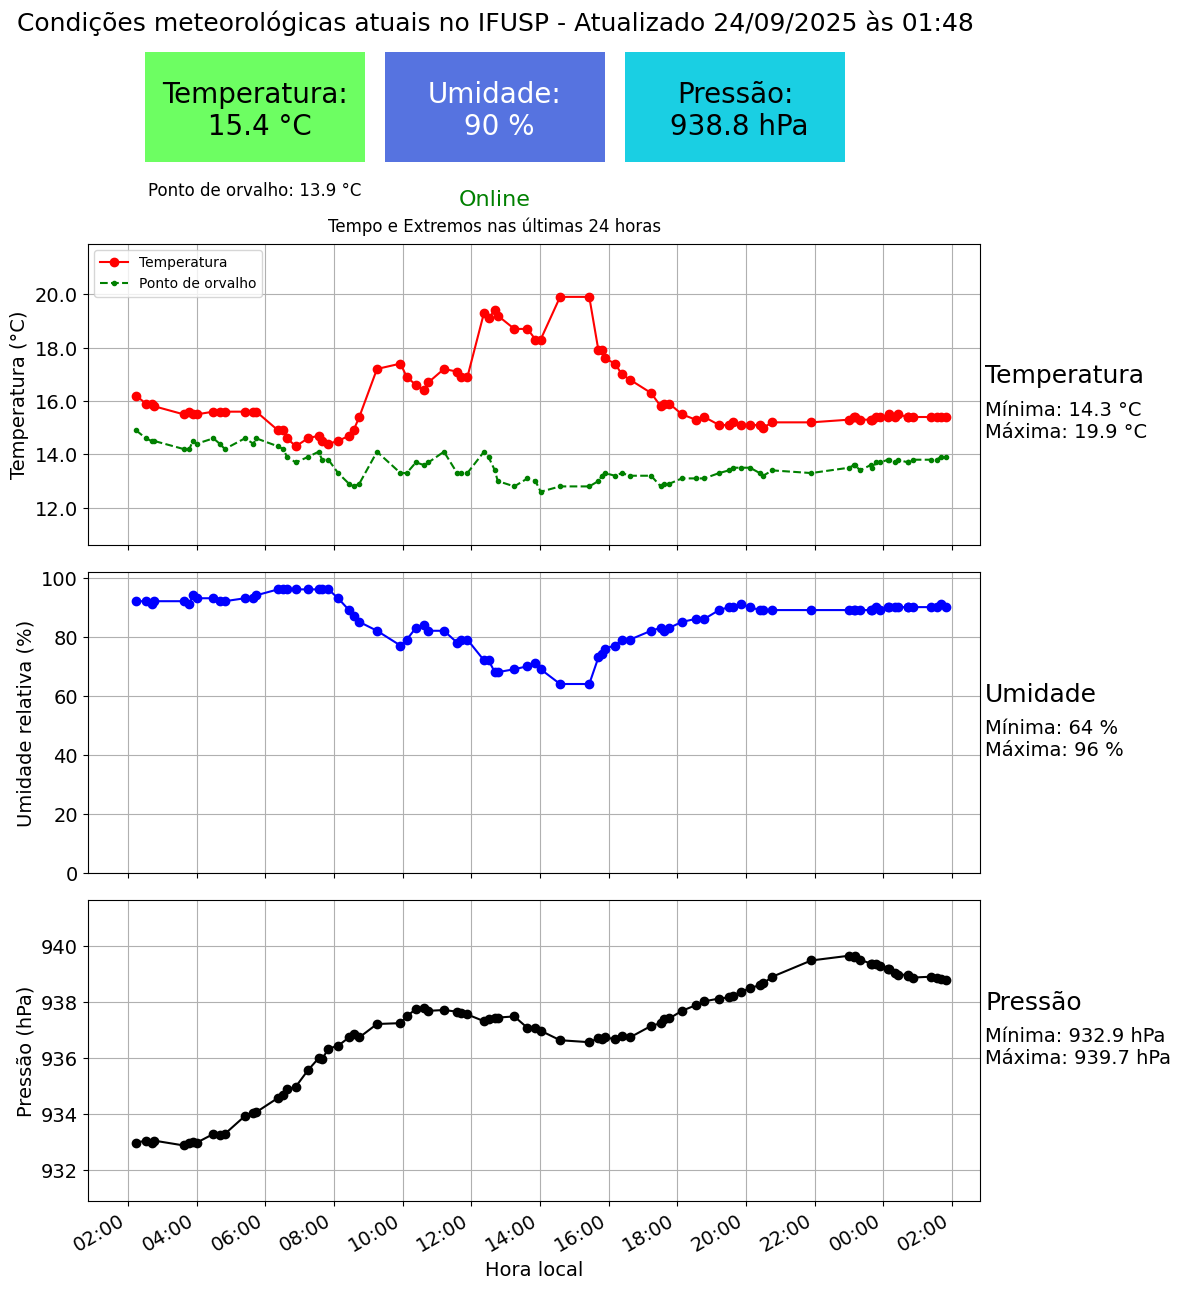 Condições meteorológicas atuais no IFUSP - Atualizado 24/09/2025 às 01:48
Temperatura:
15.4 °C
Umidade:
90 %
Pressão:
938.8 hPa
Ponto de orvalho: 13.9 °C
Online
Tempo e Extremos nas últimas 24 horas
Temperatura
Ponto de orvalho
Temperatura (°C)
20.0
18.0
16.0
14.0
12.0
Temperatura
Mínima: 14.3 °C
Máxima: 19.9 °C
Umidade relativa (%)
100
80
60
40
20
0
Umidade
Mínima: 64 %
Máxima: 96 %
Pressão (hPa)
940
938
936
934
932
Pressão
Mínima: 932.9 hPa
Máxima: 939.7 hPa
02:00 04:00 06:00 08:00 10:00 12:00 14:00 16:00 18:00 20:00 22:00 00:00 02:00
Hora local